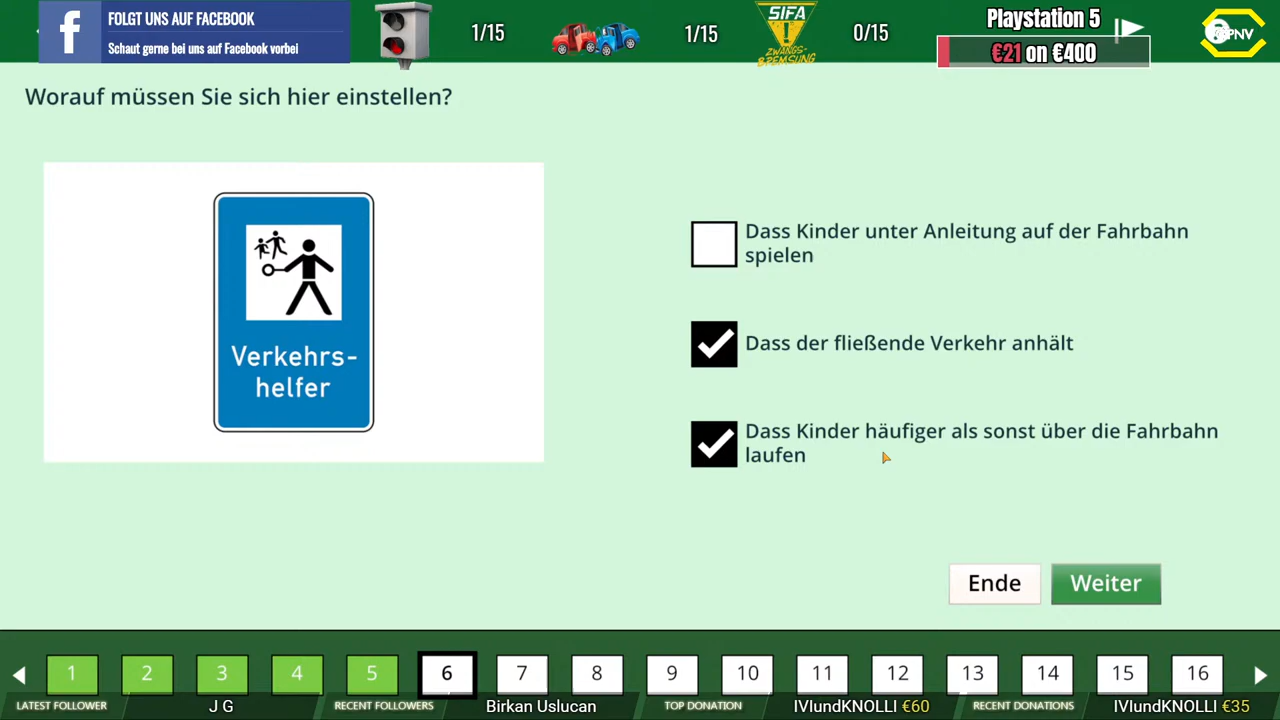 FOLGT UNS AUF FACEBOOK
Schaut gerne bei uns auf Facebook vorbei
1/15
1/15
SIFA
ZWANGS-
BREMSUNG
0/15
Playstation 5
€21 on €400
ÖPNV
Worauf müssen Sie sich hier einstellen?
Verkehrs-
helfer
Dass Kinder unter Anleitung auf der Fahrbahn
spielen
Dass der fließende Verkehr anhält
Dass Kinder häufiger als sonst über die Fahrbahn
laufen
Ende
Weiter
1 2 3 4 5 6 7 8 9 10 11 12 13 14 15 16
LATEST FOLLOWER J G RECENT FOLLOWERS Birkan Uslucan TOP DONATION IVIundKNOLLI €60 RECENT DONATIONS IVIundKNOLLI €35